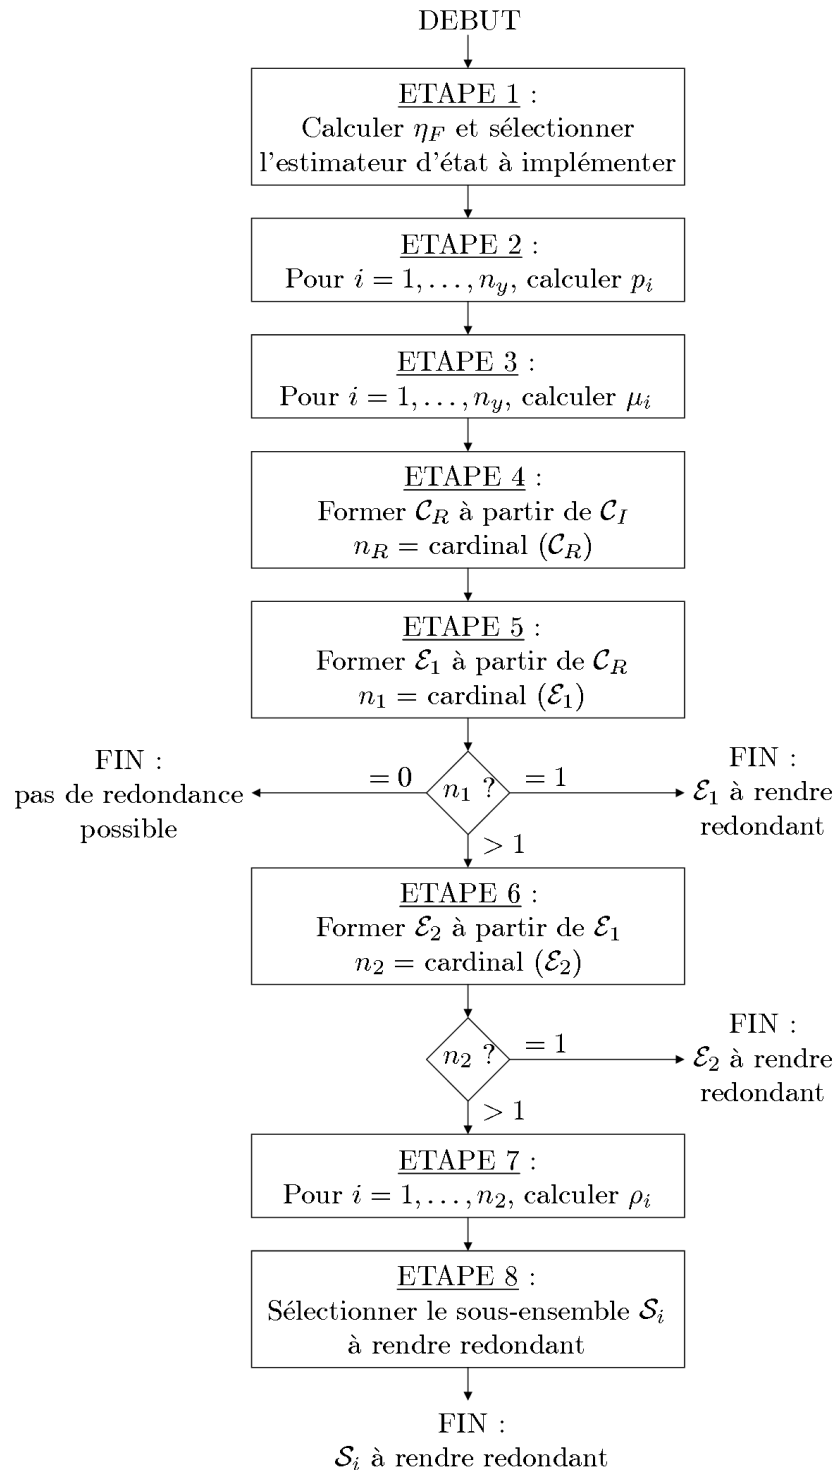 DEBUT
ETAPE 1 :
Calculer η_F et sélectionner
l'estimateur d'état à implémenter
ETAPE 2 :
Pour i = 1, . . . , n_y, calculer p_i
ETAPE 3 :
Pour i = 1, . . . , n_y, calculer μ_i
ETAPE 4 :
Former 𝒞_R à partir de 𝒞_I
n_R = cardinal (𝒞_R)
ETAPE 5 :
Former ℰ_1 à partir de 𝒞_R
n_1 = cardinal (ℰ_1)
n_1 ?
= 0
FIN :
pas de redondance
possible
= 1
FIN :
ℰ_1 à rendre
redondant
> 1
ETAPE 6 :
Former ℰ_2 à partir de ℰ_1
n_2 = cardinal (ℰ_2)
n_2 ?
= 1
FIN :
ℰ_2 à rendre
redondant
> 1
ETAPE 7 :
Pour i = 1, . . . , n_2, calculer ρ_i
ETAPE 8 :
Sélectionner le sous-ensemble 𝒮_i
à rendre redondant
FIN :
𝒮_i à rendre redondant